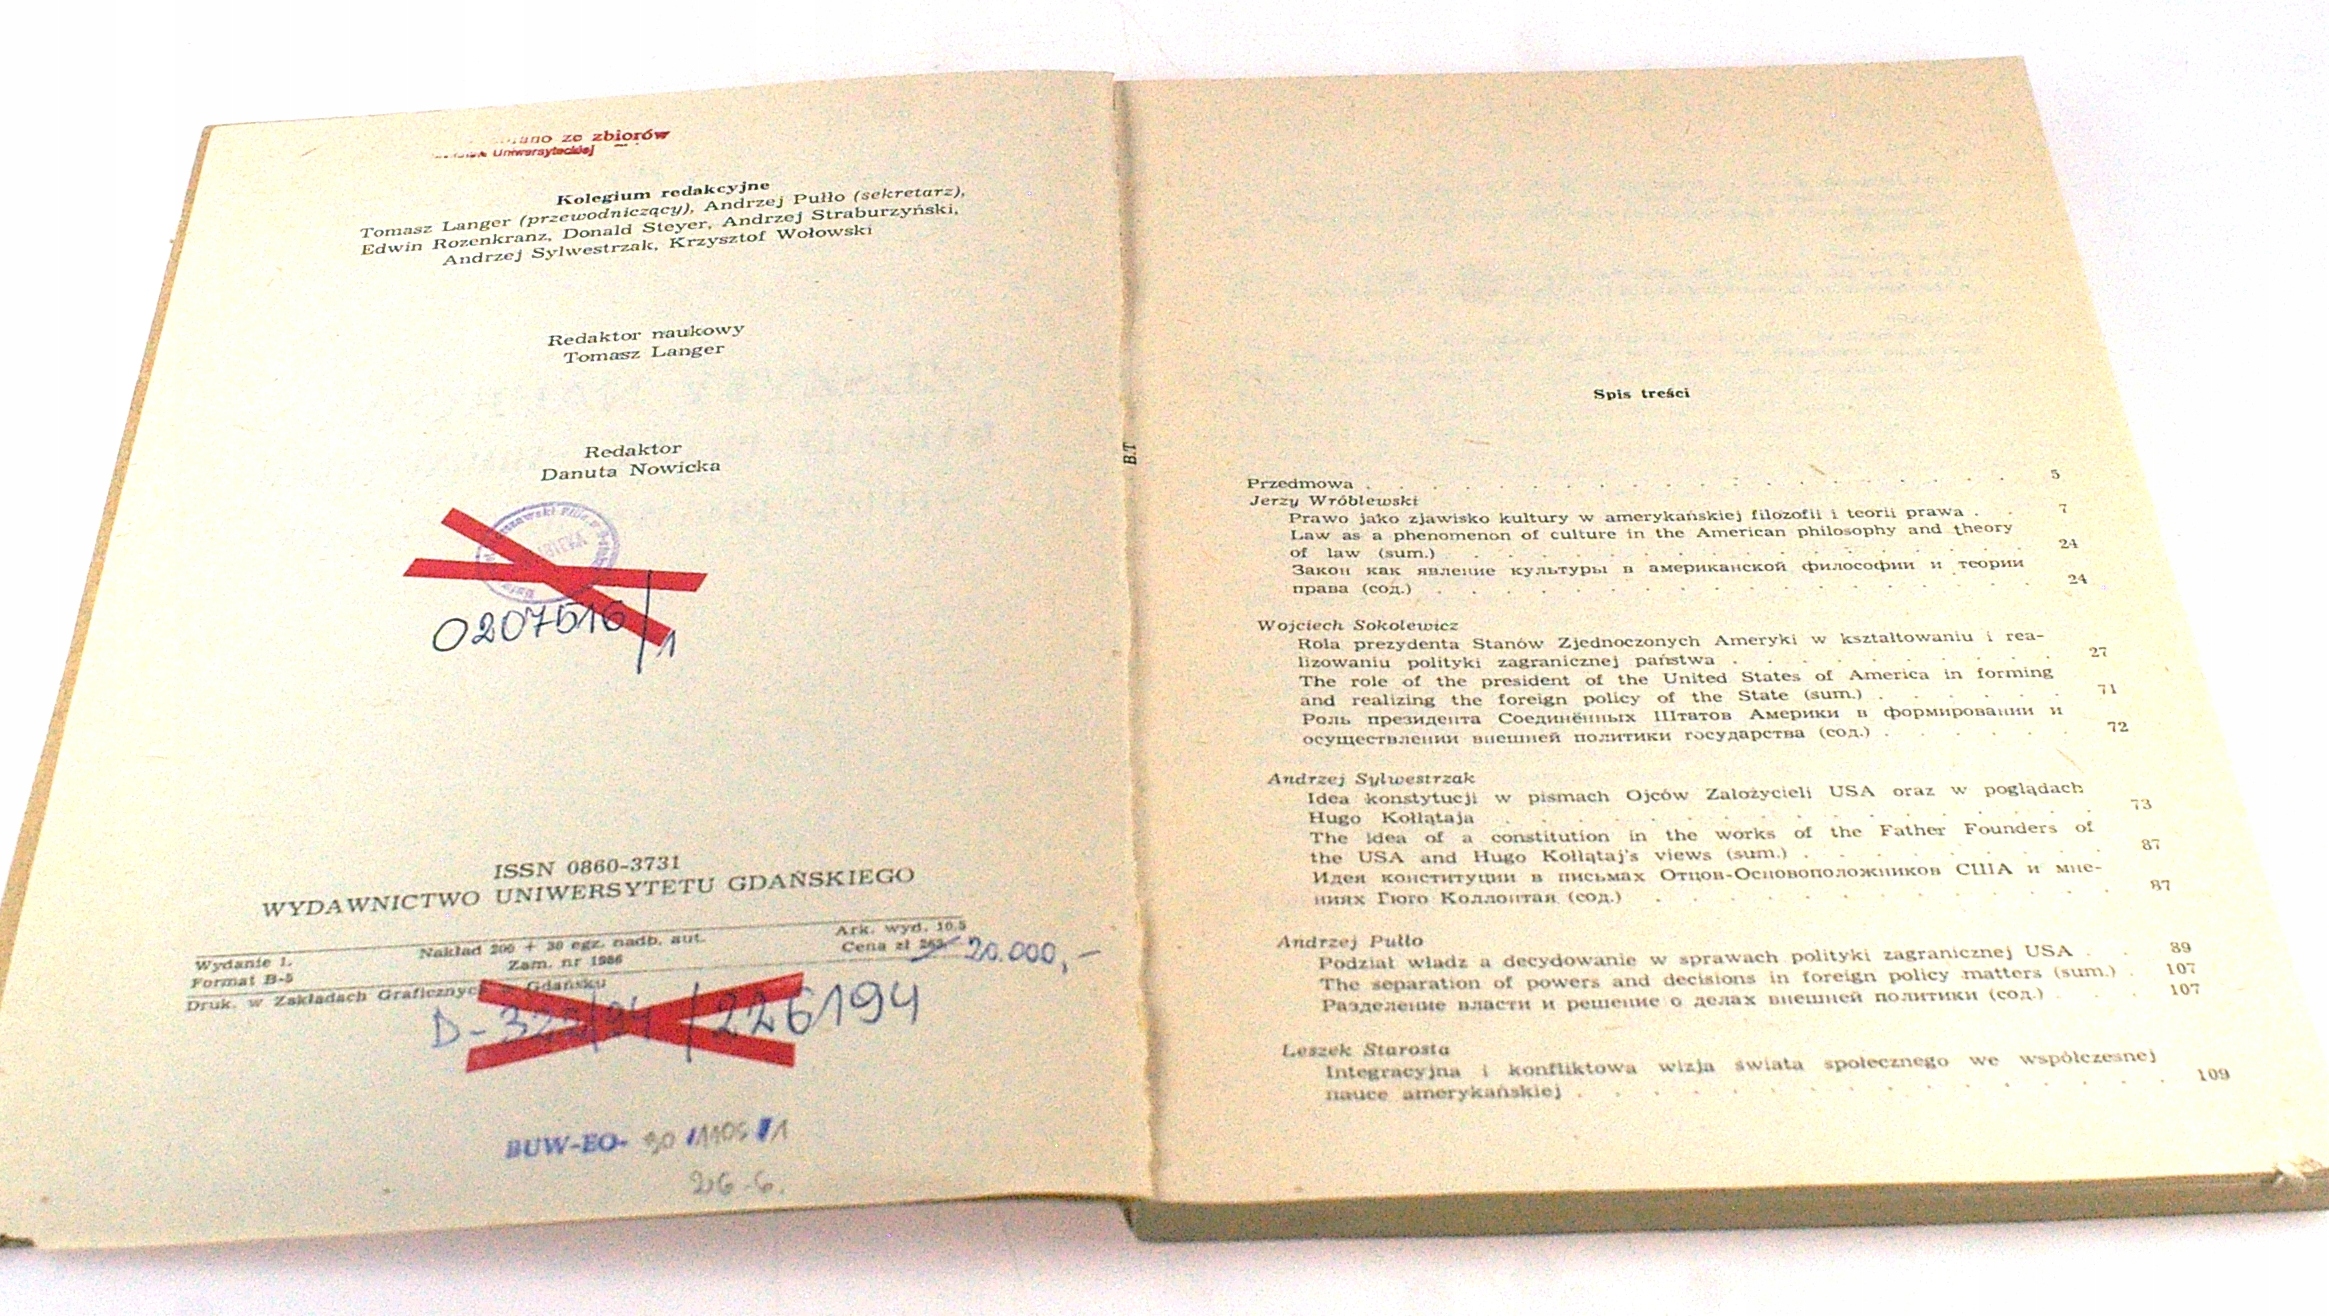 ze zbiorów
Uniwersyteckiej
Kolegium redakcyjne
Tomasz Langer (przewodniczący), Andrzej Pułło (sekretarz),
Edwin Rozenkranz, Donald Steyer, Andrzej Straburzyński,
Andrzej Sylwestrzak, Krzysztof Wołowski
Redaktor naukowy
Tomasz Langer
Redaktor
Danuta Nowicka
0207516/1
ISSN 0860-3731
WYDAWNICTWO UNIWERSYTETU GDAŃSKIEGO
Wydanie 1. Nakład 200 + 30 egz. nadb. aut. Ark. wyd. 10.5
Format B-5 Zam. nr 1986 Cena zł 20.000,-
Druk. w Zakładach Graficznych w Gdańsku
226194
BUW-EO-
26-6.
B.T
Spis treści
Przedmowa . . . . . . . . . . . . . . . . . 5
Jerzy Wróblewski
Prawo jako zjawisko kultury w amerykańskiej filozofii i teorii prawa . . 7
Law as a phenomenon of culture in the American philosophy and theory
of law (sum.) . . . . . . . . . . . . . . . 24
Закон как явление культуры в американской философии и теории
права (сод.) . . . . . . . . . . . . . . . 24
Wojciech Sokolewicz
Rola prezydenta Stanów Zjednoczonych Ameryki w kształtowaniu i rea-
lizowaniu polityki zagranicznej państwa . . . . . . . . 27
The role of the president of the United States of America in forming
and realizing the foreign policy of the State (sum.) . . . . . . 71
Роль президента Соединённых Штатов Америки в формировании и
осуществлении внешней политики государства (сод.) . . . . . . 72
Andrzej Sylwestrzak
Idea konstytucji w pismach Ojców Założycieli USA oraz w poglądach
Hugo Kołłątaja . . . . . . . . . . . . . . . 73
The idea of a constitution in the works of the Father Founders of
the USA and Hugo Kołłątaj's views (sum.) . . . . . . . . 87
Идея конституции в письмах Отцов-Основоположников США и мне-
ниях Гюго Коллонтая (сод.) . . . . . . . . . . . 87
Andrzej Pułło
Podział władz a decydowanie w sprawach polityki zagranicznej USA . . 89
The separation of powers and decisions in foreign policy matters (sum.) . 107
Разделение власти и решение о делах внешней политики (сод.) . . . 107
Leszek Starosta
Integracyjna i konfliktowa wizja świata społecznego we współczesnej
nauce amerykańskiej . . . . . . . . . . . . . 109